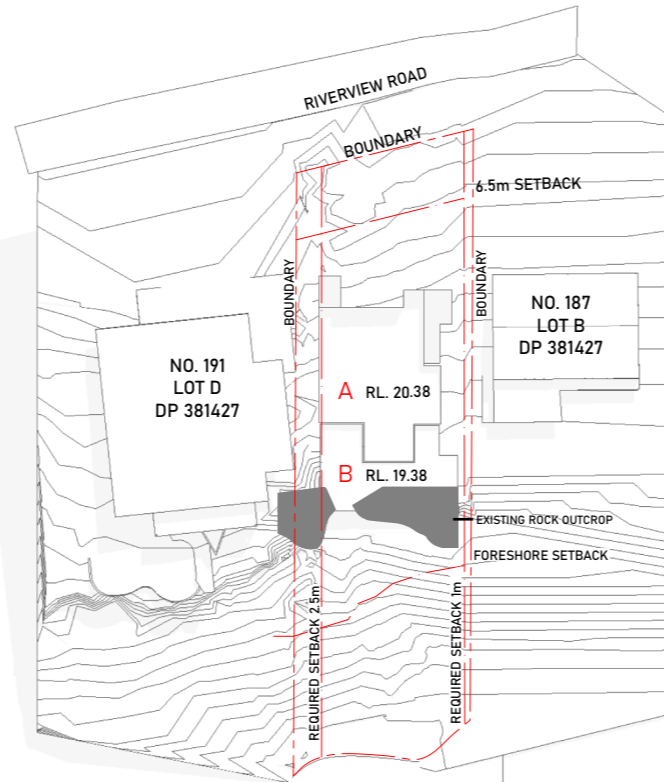 RIVERVIEW ROAD
BOUNDARY
6.5m SETBACK
BOUNDARY
BOUNDARY
NO. 187
LOT B
DP 381427
NO. 191
LOT D
DP 381427
A RL. 20.38
B RL. 19.38
EXISTING ROCK OUTCROP
FORESHORE SETBACK
REQUIRED SETBACK 2.5m
REQUIRED SETBACK 1m